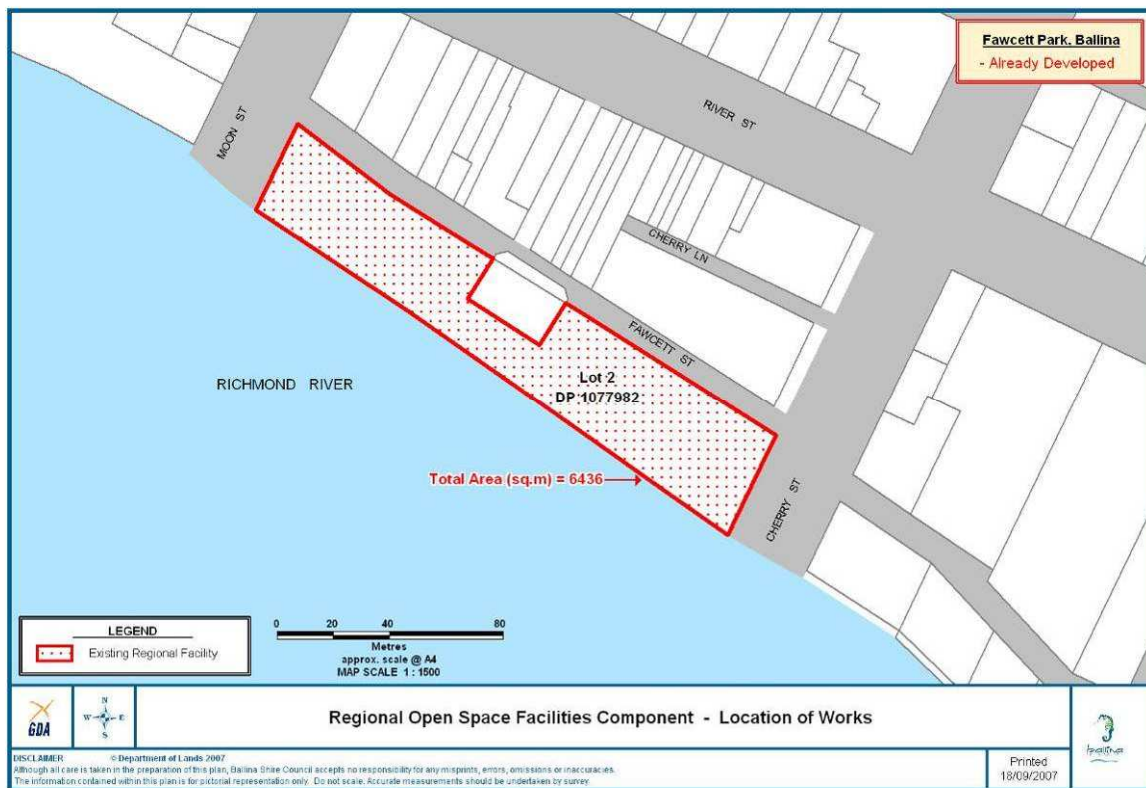 Fawcett Park, Ballina
- Already Developed
MOON ST
RIVER ST
CHERRY LN
FAWCETT ST
RICHMOND RIVER
Lot 2
DP 1077982
Total Area (sq.m) = 6436
CHERRY ST
LEGEND
Existing Regional Facility
0 20 40 80
Metres
approx. scale @ A4
MAP SCALE 1 : 1500
GDA
N
W E
S
Regional Open Space Facilities Component - Location of Works
ballina
DISCLAIMER © Department of Lands 2007
Although all care is taken in the preparation of this plan, Ballina Shire Council accepts no responsibility for any misprints, errors, omissions or inaccuracies.
The information contained within this plan is for pictorial representation only. Do not scale. Accurate measurements should be undertaken by survey.
Printed
18/09/2007